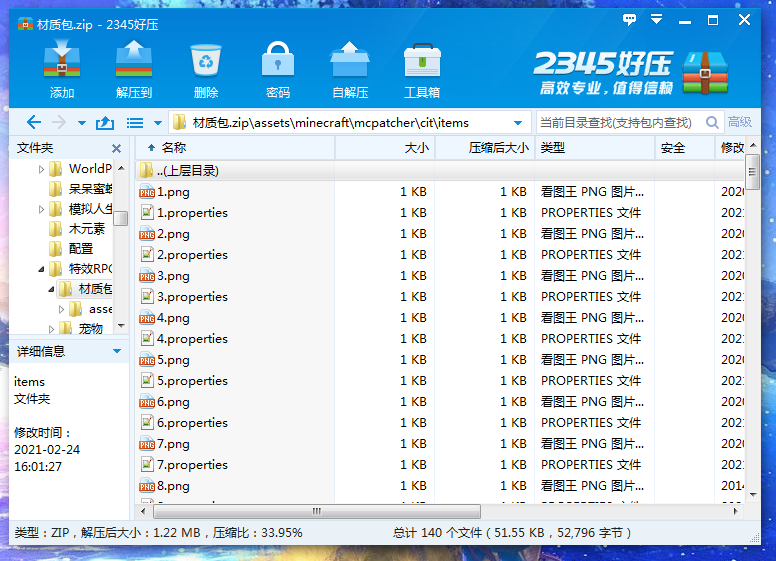 材质包.zip - 2345好压
添加
解压到
删除
密码
自解压
工具箱
2345好压
高效专业,值得信赖
材质包.zip\assets\minecraft\mcpatcher\cit\items
当前目录查找(支持包内查找)
高级
文件夹
名称 大小 压缩后大小 类型 安全 修改
WorldP
呆呆蜜蜂
模拟人生
木元素
配置
特效RPG
材质包
asse
宠物
..(上层目录)
1.png 1 KB 1 KB 看图王 PNG 图片... 2020
1.properties 1 KB 1 KB PROPERTIES 文件 2021
2.png 1 KB 1 KB 看图王 PNG 图片... 2020
2.properties 1 KB 1 KB PROPERTIES 文件 2021
3.png 1 KB 1 KB 看图王 PNG 图片... 2020
3.properties 1 KB 1 KB PROPERTIES 文件 2021
4.png 1 KB 1 KB 看图王 PNG 图片... 2020
4.properties 1 KB 1 KB PROPERTIES 文件 2021
5.png 1 KB 1 KB 看图王 PNG 图片... 2020
5.properties 1 KB 1 KB PROPERTIES 文件 2021
6.png 1 KB 1 KB 看图王 PNG 图片... 2020
6.properties 1 KB 1 KB PROPERTIES 文件 2021
7.png 1 KB 1 KB 看图王 PNG 图片... 2020
7.properties 1 KB 1 KB PROPERTIES 文件 2021
8.png 1 KB 1 KB 看图王 PNG 图片... 2014
详细信息
items
文件夹
修改时间：
2021-02-24
16:01:27
类型：ZIP，解压后大小：1.22 MB，压缩比：33.95%
总计 140 个文件（51.55 KB，52,796 字节）